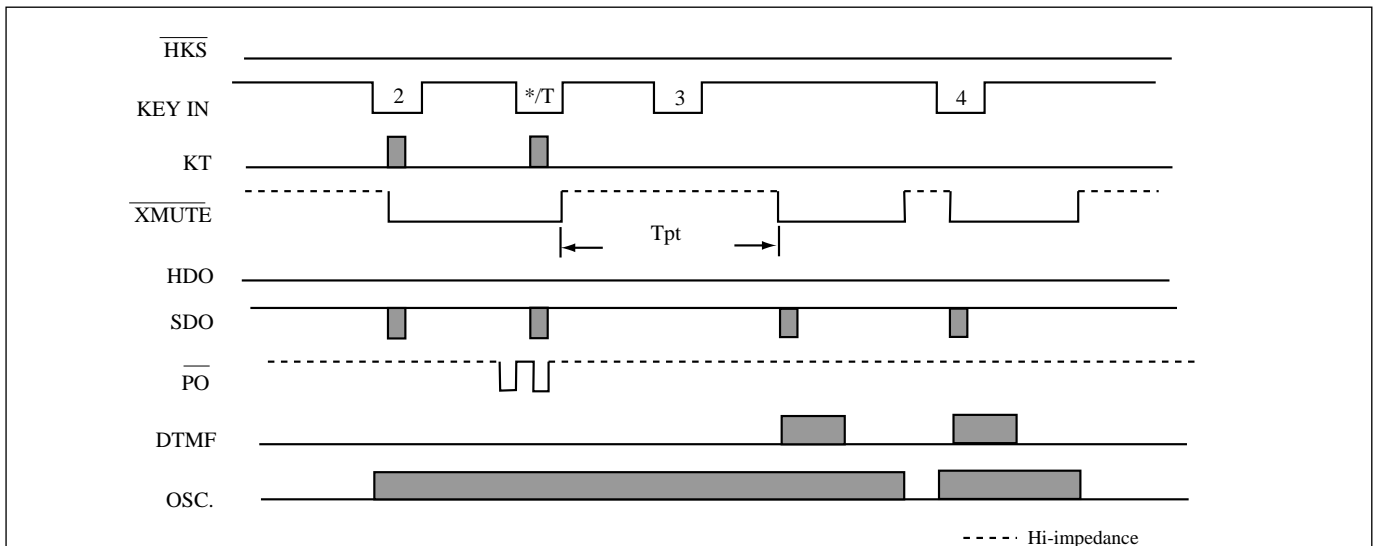 HKS
KEY IN 2 */T 3 4
KT
XMUTE
Tpt
HDO
SDO
PO
DTMF
OSC.
Hi-impedance